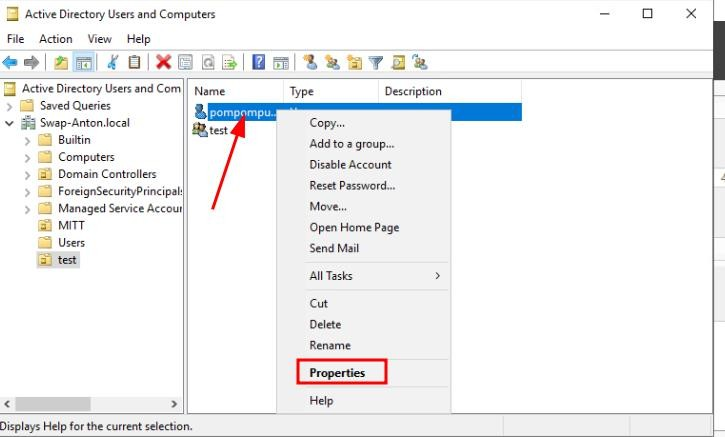 Active Directory Users and Computers
File Action View Help
Active Directory Users and Com
Saved Queries
Swap-Anton.local
Builtin
Computers
Domain Controllers
ForeignSecurityPrincipals
Managed Service Accour
MITT
Users
test
Name Type Description
pompompu...
test
Copy...
Add to a group...
Disable Account
Reset Password...
Move...
Open Home Page
Send Mail
All Tasks
Cut
Delete
Rename
Properties
Help
Displays Help for the current selection.